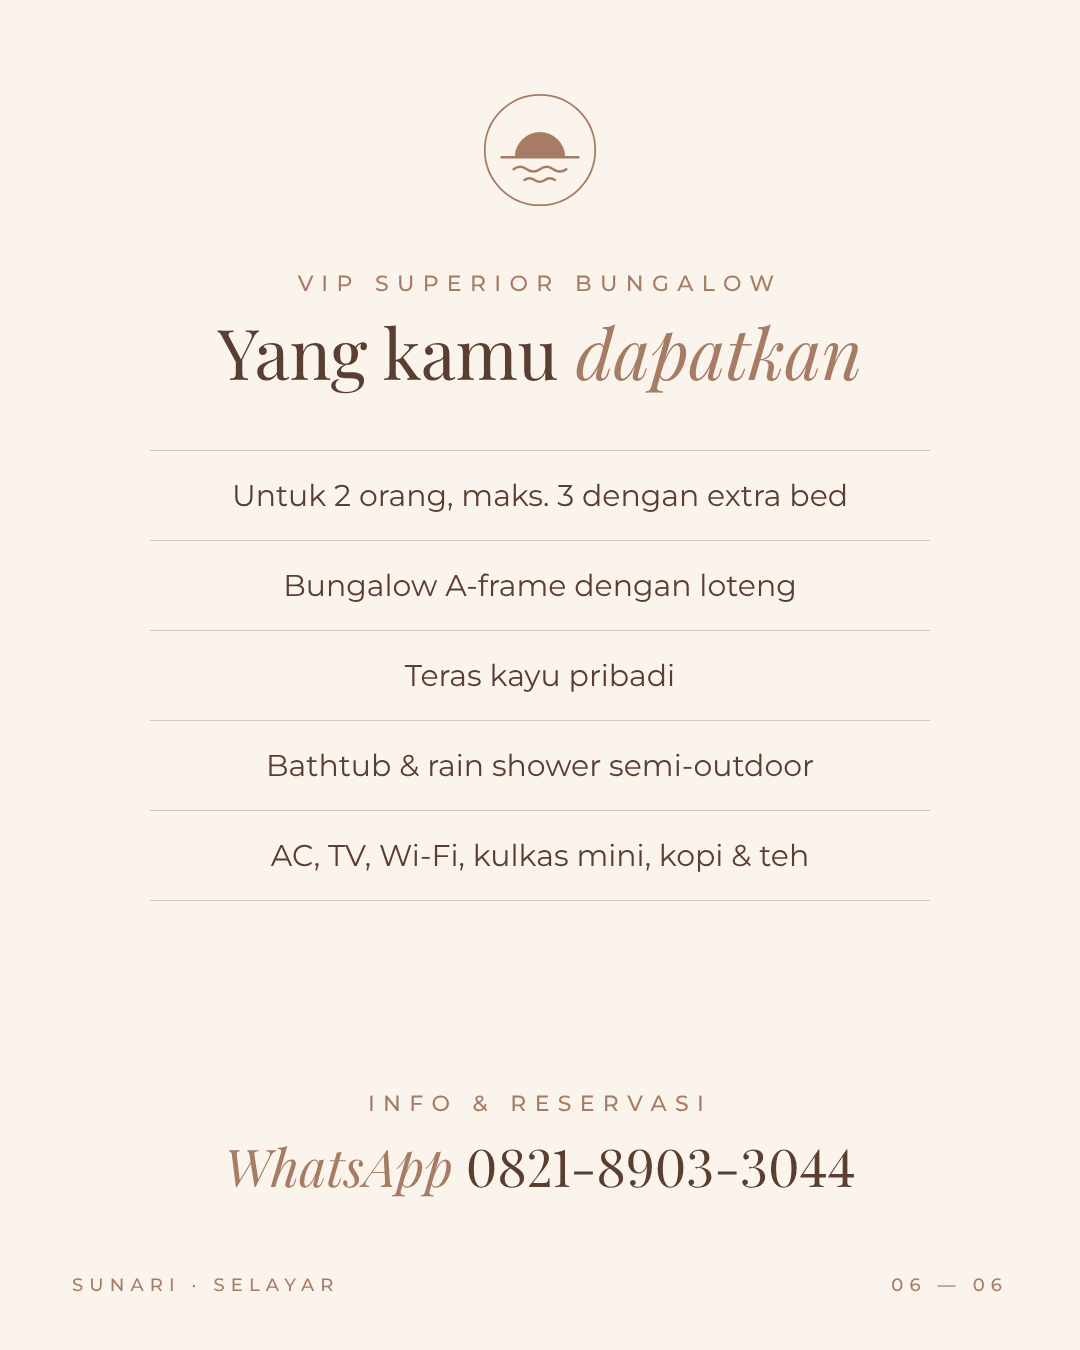 VIP SUPERIOR BUNGALOW
Yang kamu dapatkan
Untuk 2 orang, maks. 3 dengan extra bed
Bungalow A-frame dengan loteng
Teras kayu pribadi
Bathtub & rain shower semi-outdoor
AC, TV, Wi-Fi, kulkas mini, kopi & teh
INFO & RESERVASI
WhatsApp 0821-8903-3044
SUNARI · SELAYAR
06 — 06